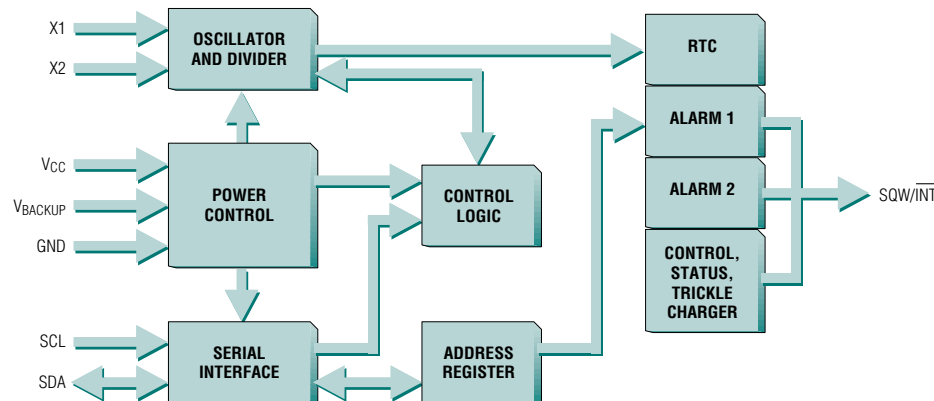 X1
X2
OSCILLATOR
AND DIVIDER
RTC
ALARM 1
ALARM 2
CONTROL,
STATUS,
TRICKLE
CHARGER
SQW/INT
VCC
VBACKUP
GND
POWER
CONTROL
CONTROL
LOGIC
SCL
SDA
SERIAL
INTERFACE
ADDRESS
REGISTER